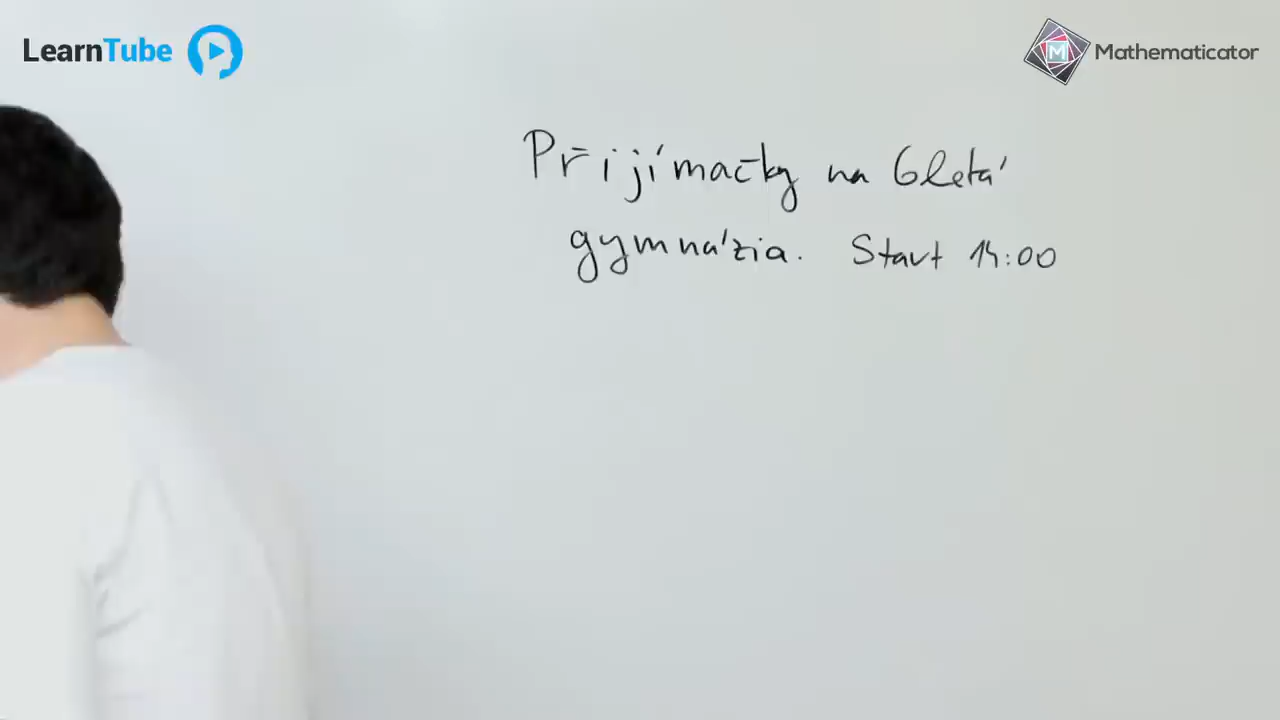 LearnTube
Mathematicator
Přijímačky na 6letá
gymnázia. Start 14:00